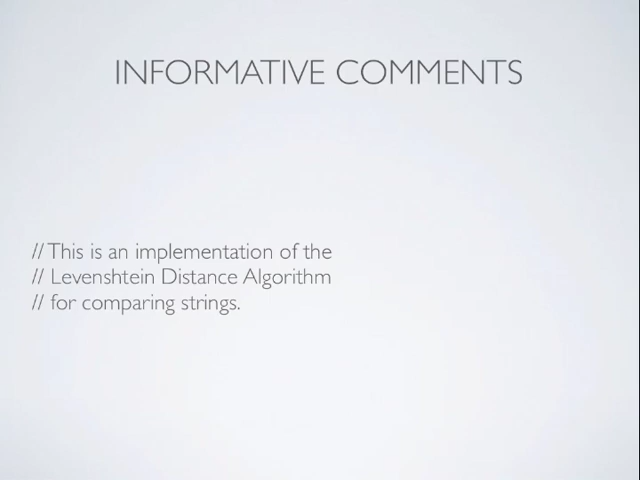 INFORMATIVE COMMENTS
// This is an implementation of the
// Levenshtein Distance Algorithm
// for comparing strings.